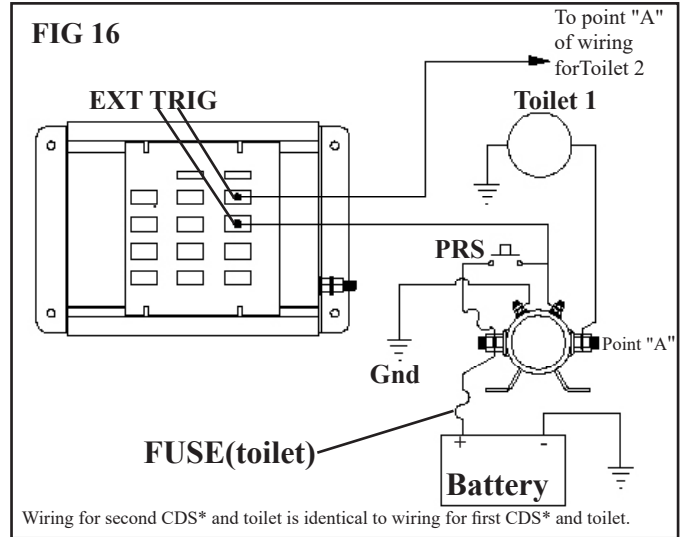 FIG 16
To point "A"
of wiring
forToilet 2
EXT TRIG
Toilet 1
PRS
Point "A"
Gnd
FUSE(toilet)
+ -
Battery
Wiring for second CDS* and toilet is identical to wiring for first CDS* and toilet.